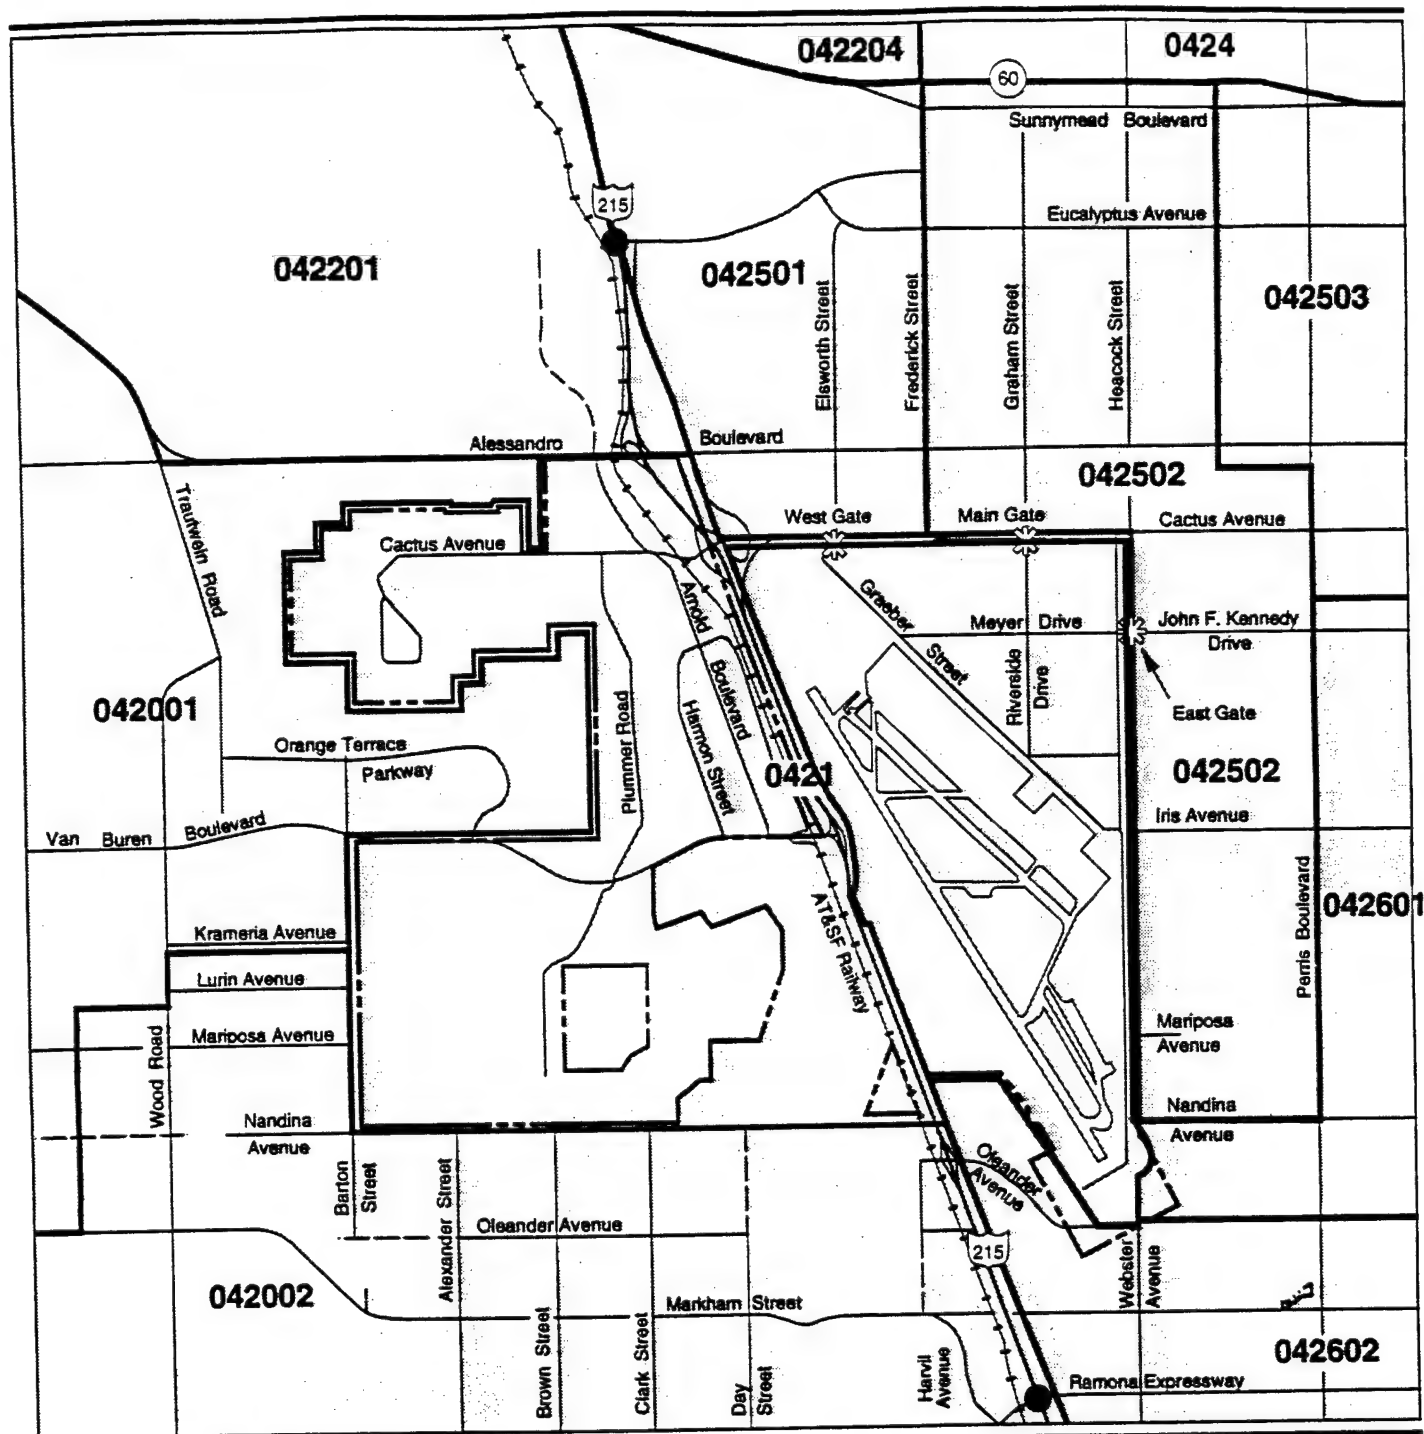 042204
0424
60
Sunnymead Boulevard
215
Eucalyptus Avenue
042201
042501
042503
Elsworth Street
Frederick Street
Graham Street
Heacock Street
Alessandro
Boulevard
042502
Trautwein Road
West Gate
Main Gate
Cactus Avenue
Cactus Avenue
Arnold
Boulevard
Graeber
Street
Meyer Drive
John F. Kennedy
Drive
Riverside
Drive
East Gate
042001
Plummer Road
Harmon Street
Orange Terrace
Parkway
0421
042502
Van Buren Boulevard
Iris Avenue
Perris Boulevard
042601
AT&SF Railway
Krameria Avenue
Lurin Avenue
Mariposa Avenue
Wood Road
Mariposa
Avenue
Nandina
Avenue
Nandina
Avenue
Barton
Street
Alexander Street
Oleander
Avenue
Oleander Avenue
215
Webster
Avenue
042002
Markham Street
Brown Street
Clark Street
Day
Street
Harvil
Avenue
042602
Ramona Expressway